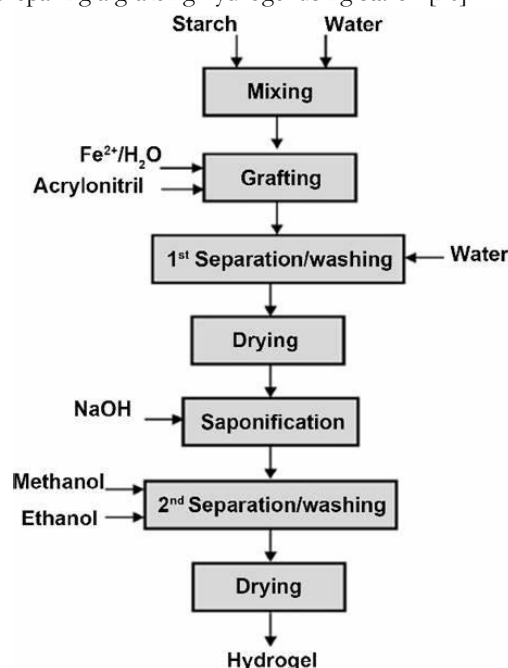 Starch Water
Mixing
Fe²⁺/H₂O
Acrylonitril
Grafting
1st Separation/washing
Water
Drying
NaOH
Saponification
Methanol
Ethanol
2nd Separation/washing
Drying
Hydrogel